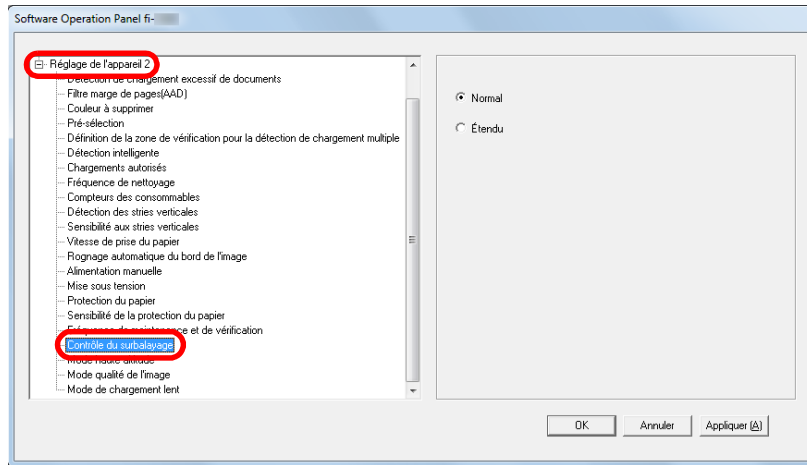 Software Operation Panel fi-
Réglage de l'appareil 2
Détection de chargement excessif de documents
Filtre marge de pages(AAD)
Couleur à supprimer
Pré-sélection
Définition de la zone de vérification pour la détection de chargement multiple
Détection intelligente
Chargements autorisés
Fréquence de nettoyage
Compteurs des consommables
Détection des stries verticales
Sensibilité aux stries verticales
Vitesse de prise du papier
Rognage automatique du bord de l'image
Alimentation manuelle
Mise sous tension
Protection du papier
Sensibilité de la protection du papier
Fréquence de maintenance et de vérification
Contrôle du surbalayage
Mode haute altitude
Mode qualité de l'image
Mode de chargement lent
Normal
Étendu
OK
Annuler
Appliquer (A)